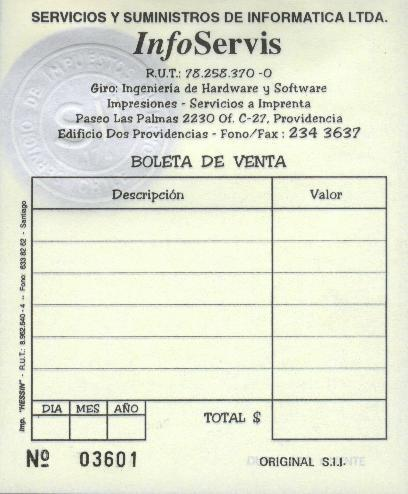 SERVICIOS Y SUMINISTROS DE INFORMATICA LTDA.
InfoServis
R.U.T.: 78.258.370 -0
Giro: Ingeniería de Hardware y Software
Impresiones - Servicios a Imprenta
Paseo Las Palmas 2230 Of. C-27, Providencia
Edificio Dos Providencias - Fono/Fax : 234 3637
BOLETA DE VENTA
Descripción Valor
DIA MES AÑO
TOTAL $
Nº 03601
ORIGINAL S.I.I.
Imp. "HESSIN" - R.U.T.: 8.962.540 - 4 -- Fono: 633 82 62 - Santiago